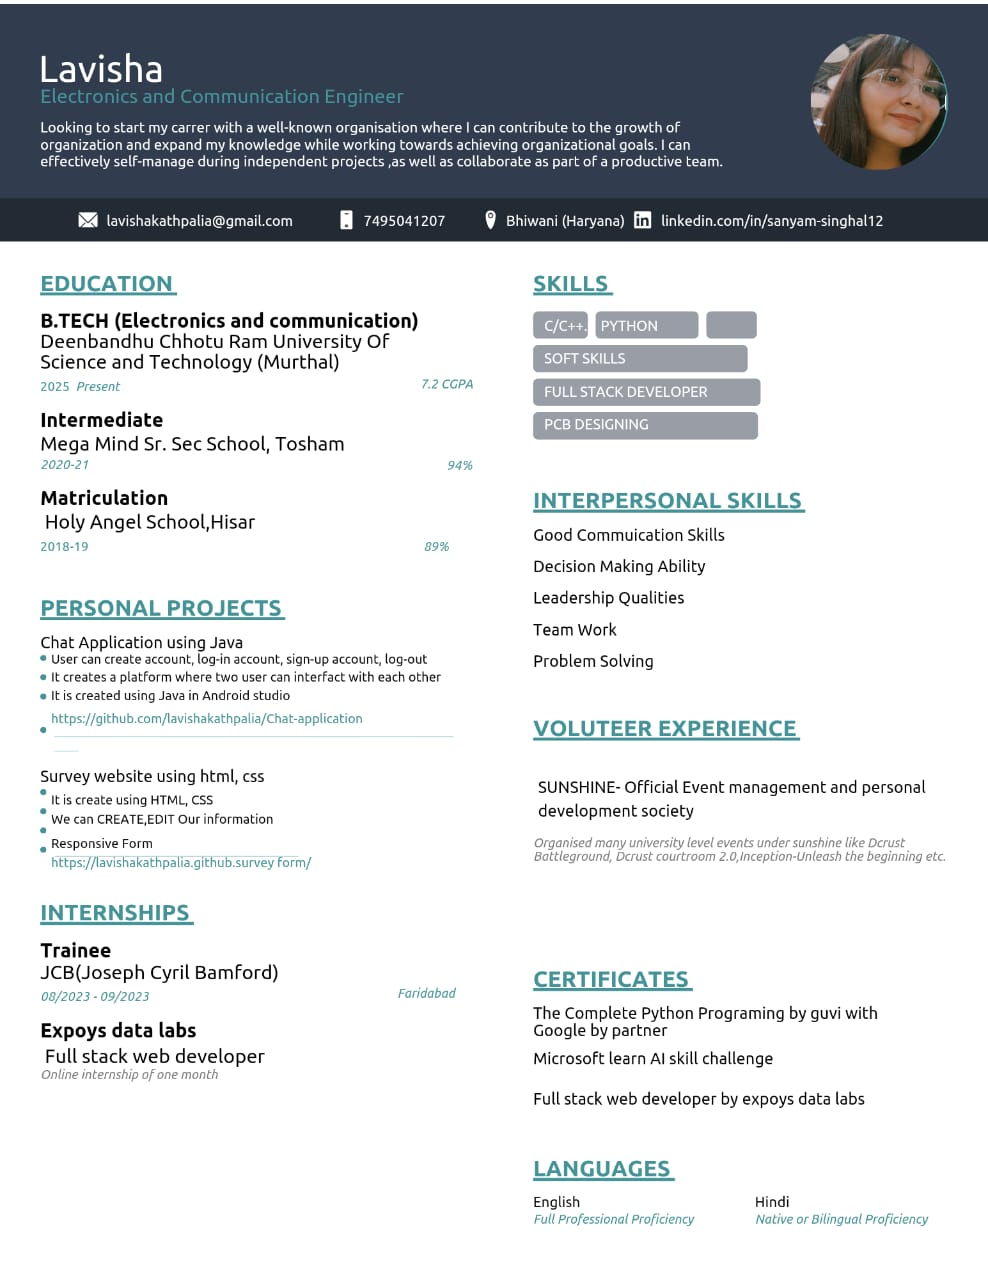 Lavisha
Electronics and Communication Engineer
Looking to start my carrer with a well-known organisation where I can contribute to the growth of
organization and expand my knowledge while working towards achieving organizational goals. I can
effectively self-manage during independent projects ,as well as collaborate as part of a productive team.
lavishakathpalia@gmail.com 7495041207 Bhiwani (Haryana) linkedin.com/in/sanyam-singhal12
EDUCATION
B.TECH (Electronics and communication)
Deenbandhu Chhotu Ram University Of
Science and Technology (Murthal)
2025 Present 7.2 CGPA
Intermediate
Mega Mind Sr. Sec School, Tosham
2020-21 94%
Matriculation
Holy Angel School,Hisar
2018-19 89%
PERSONAL PROJECTS
Chat Application using Java
User can create account, log-in account, sign-up account, log-out
It creates a platform where two user can interfact with each other
It is created using Java in Android studio
https://github.com/lavishakathpalia/Chat-application
Survey website using html, css
It is create using HTML, CSS
We can CREATE,EDIT Our information
Responsive Form
https://lavishakathpalia.github.survey form/
INTERNSHIPS
Trainee
JCB(Joseph Cyril Bamford)
08/2023 - 09/2023 Faridabad
Expoys data labs
Full stack web developer
Online internship of one month
SKILLS
C/C++. PYTHON
SOFT SKILLS
FULL STACK DEVELOPER
PCB DESIGNING
INTERPERSONAL SKILLS
Good Commuication Skills
Decision Making Ability
Leadership Qualities
Team Work
Problem Solving
VOLUTEER EXPERIENCE
SUNSHINE- Official Event management and personal
development society
Organised many university level events under sunshine like Dcrust
Battleground, Dcrust courtroom 2.0,Inception-Unleash the beginning etc.
CERTIFICATES
The Complete Python Programing by guvi with
Google by partner
Microsoft learn AI skill challenge
Full stack web developer by expoys data labs
LANGUAGES
English Hindi
Full Professional Proficiency Native or Bilingual Proficiency